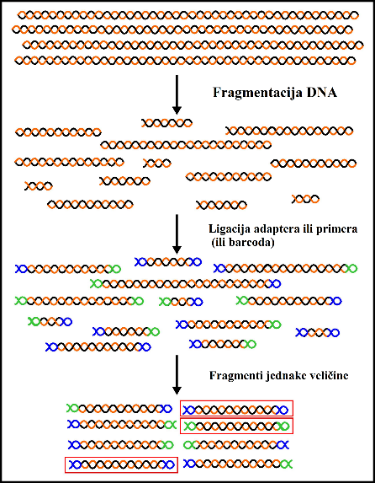 Fragmentacija DNA
Ligacija adaptera ili primera
(ili barcoda)
Fragmenti jednake veličine